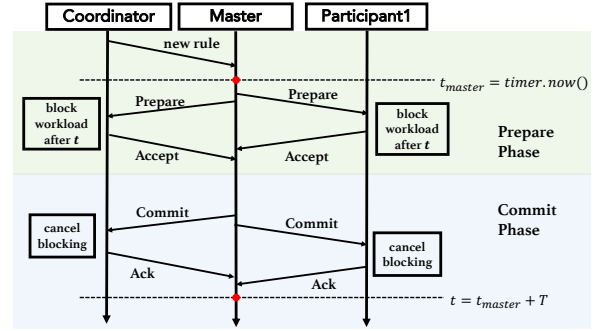 Coordinator
Master
Participant1
new rule
t_master = timer.now()
Prepare
Prepare
block
workload
after t
block
workload
after t
Accept
Accept
Prepare
Phase
Commit
Commit
Commit
Phase
cancel
blocking
cancel
blocking
Ack
Ack
t = t_master + T